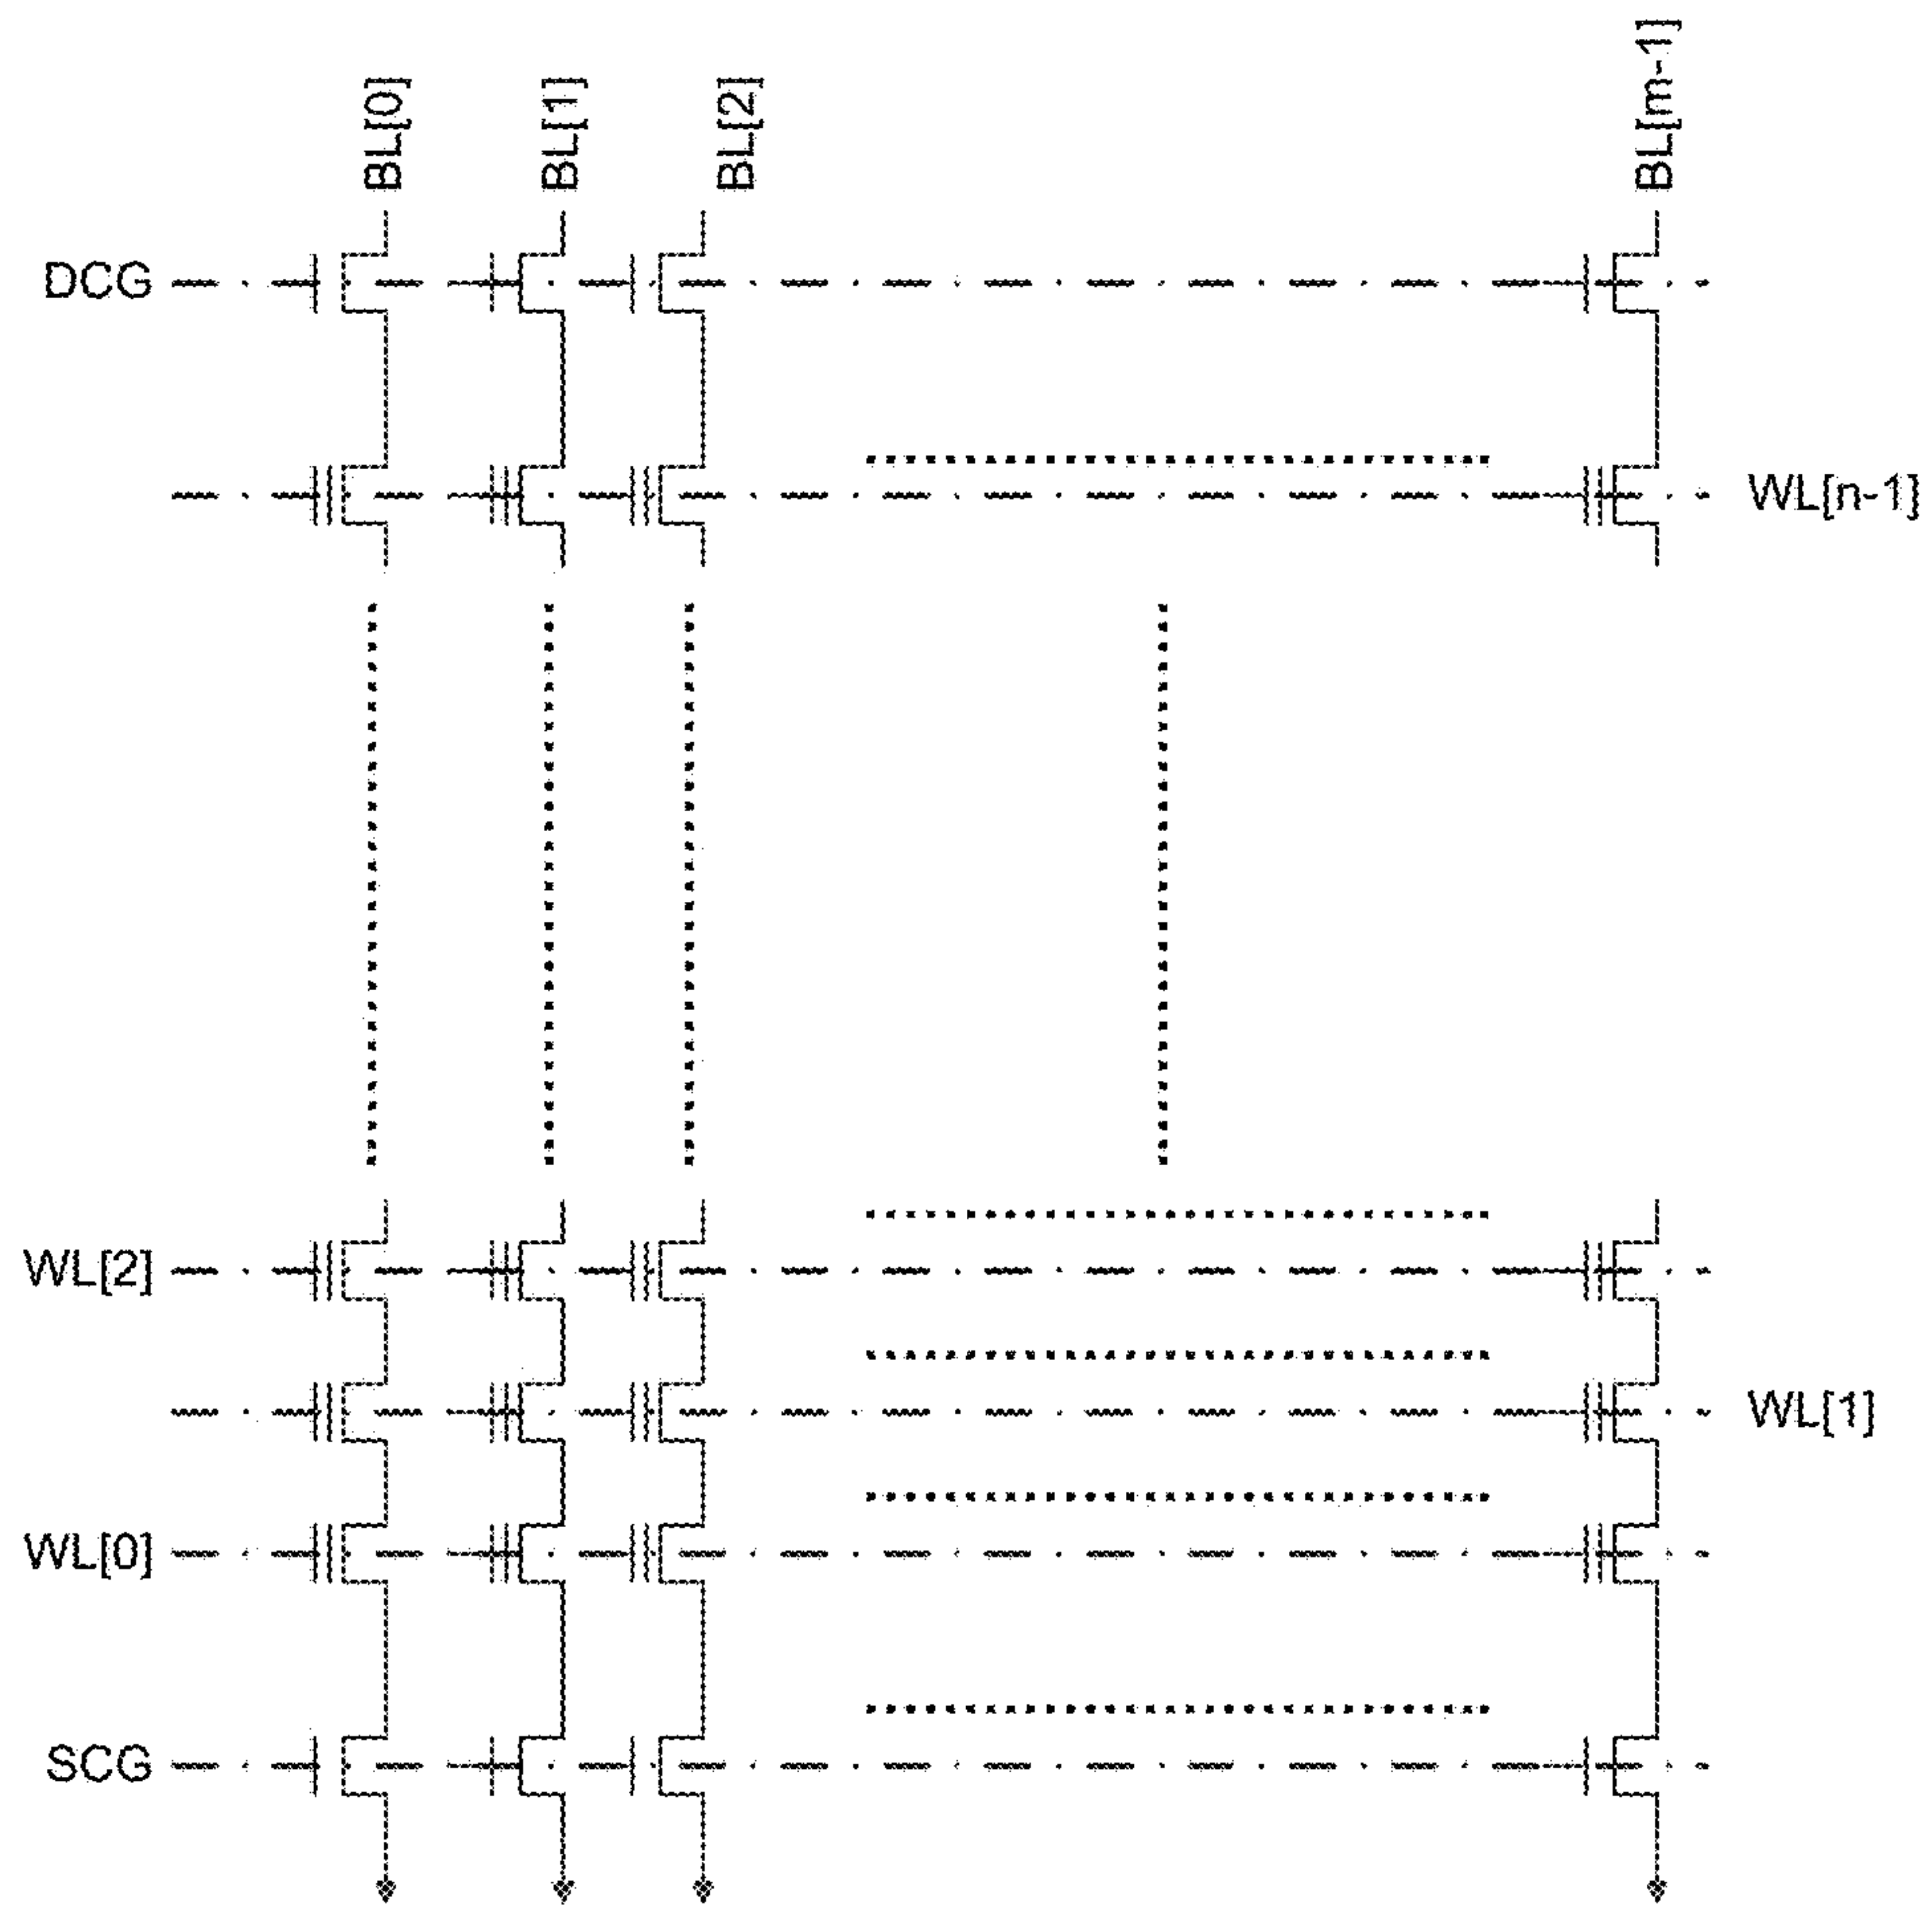 BL[0]
BL[1]
BL[2]
BL[m-1]
DCG
WL[n-1]
WL[2]
WL[1]
WL[0]
SCG